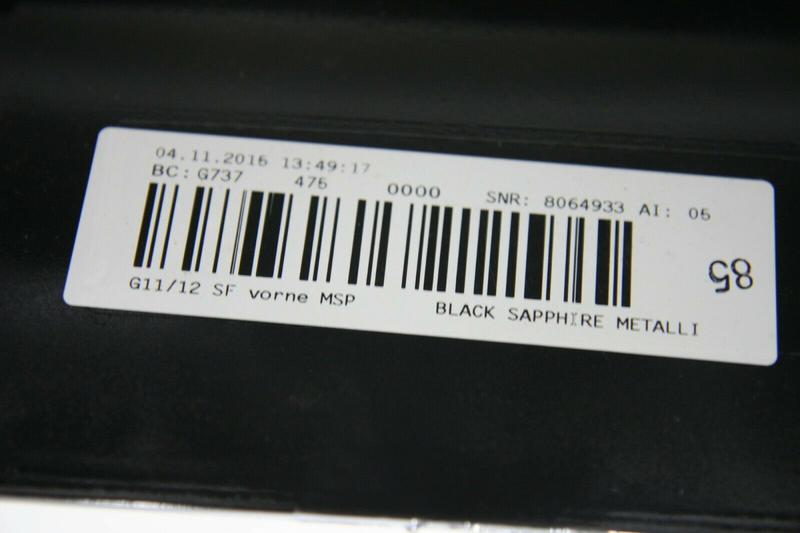 04.11.2016 13:49:17
BC: G737 475 0000 SNR: 8064933 AI: 05
G11/12 SF vorne MSP BLACK SAPPHIRE METALLI
85